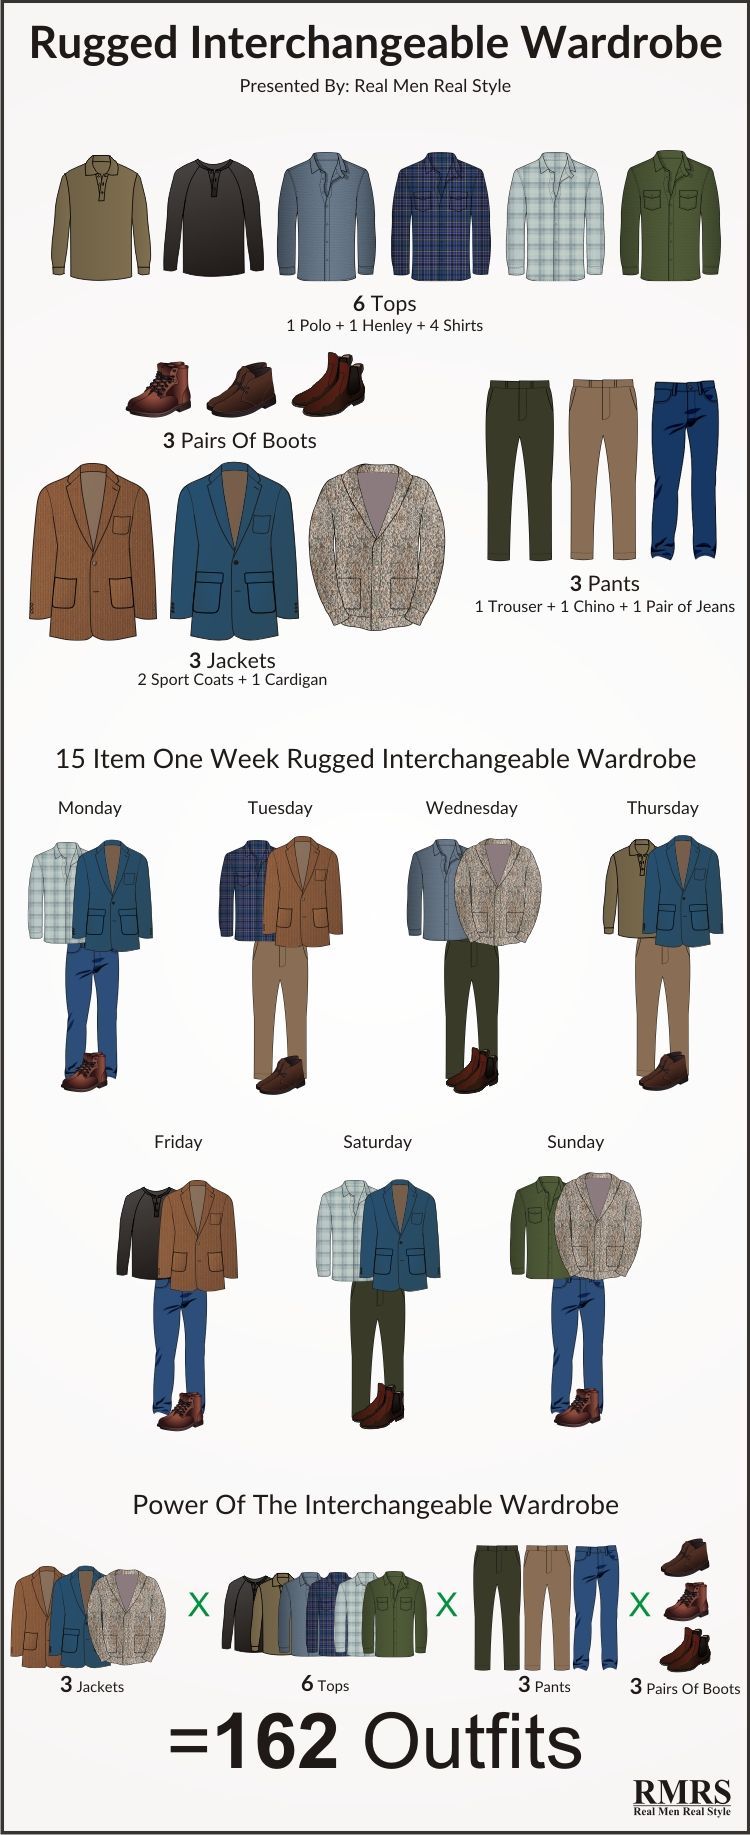 Rugged Interchangeable Wardrobe
Presented By: Real Men Real Style
6 Tops
1 Polo + 1 Henley + 4 Shirts
3 Pairs Of Boots
3 Pants
1 Trouser + 1 Chino + 1 Pair of Jeans
3 Jackets
2 Sport Coats + 1 Cardigan
15 Item One Week Rugged Interchangeable Wardrobe
Monday
Tuesday
Wednesday
Thursday
Friday
Saturday
Sunday
Power Of The Interchangeable Wardrobe
X
X
X
3 Jackets
6 Tops
3 Pants
3 Pairs Of Boots
=162 Outfits
RMRS
Real Men Real Style